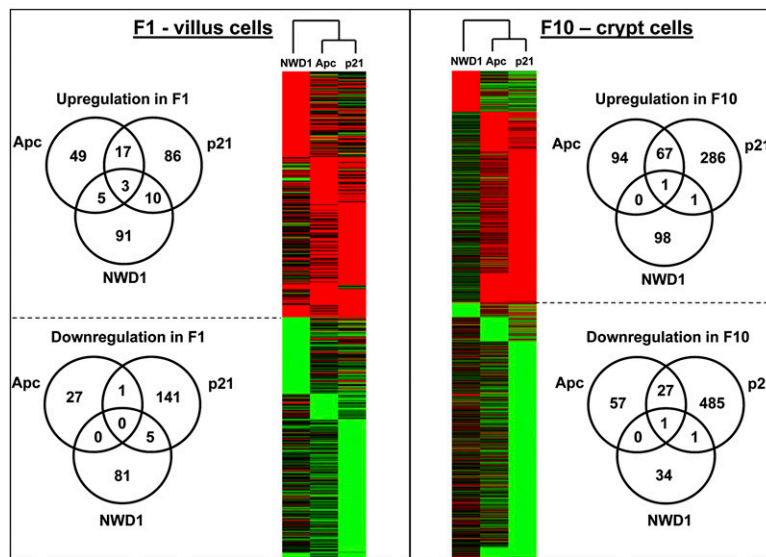 F1 - villus cells
NWD1 Apc p21
Upregulation in F1
Apc
p21
49 17 86
3
5 10
91
NWD1
Downregulation in F1
Apc
p21
27 1 141
0
0 5
81
NWD1
F10 – crypt cells
NWD1 Apc p21
Upregulation in F10
Apc
p21
94 67 286
1
0 1
98
NWD1
Downregulation in F10
Apc
p2
57 27 485
1
0 1
34
NWD1